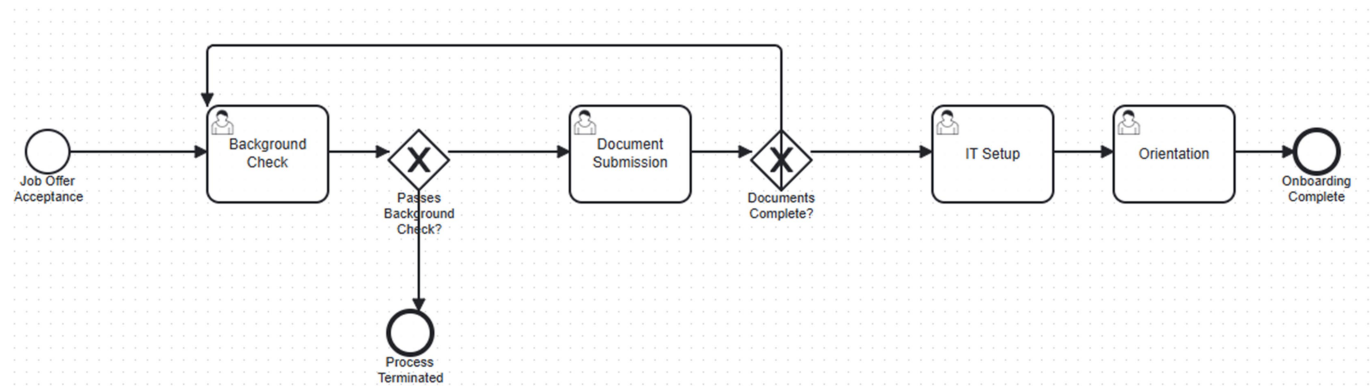 Job Offer
Acceptance
Background
Check
X
Passes
Background
Check?
Process
Terminated
Document
Submission
X
Documents
Complete?
IT Setup
Orientation
Onboarding
Complete